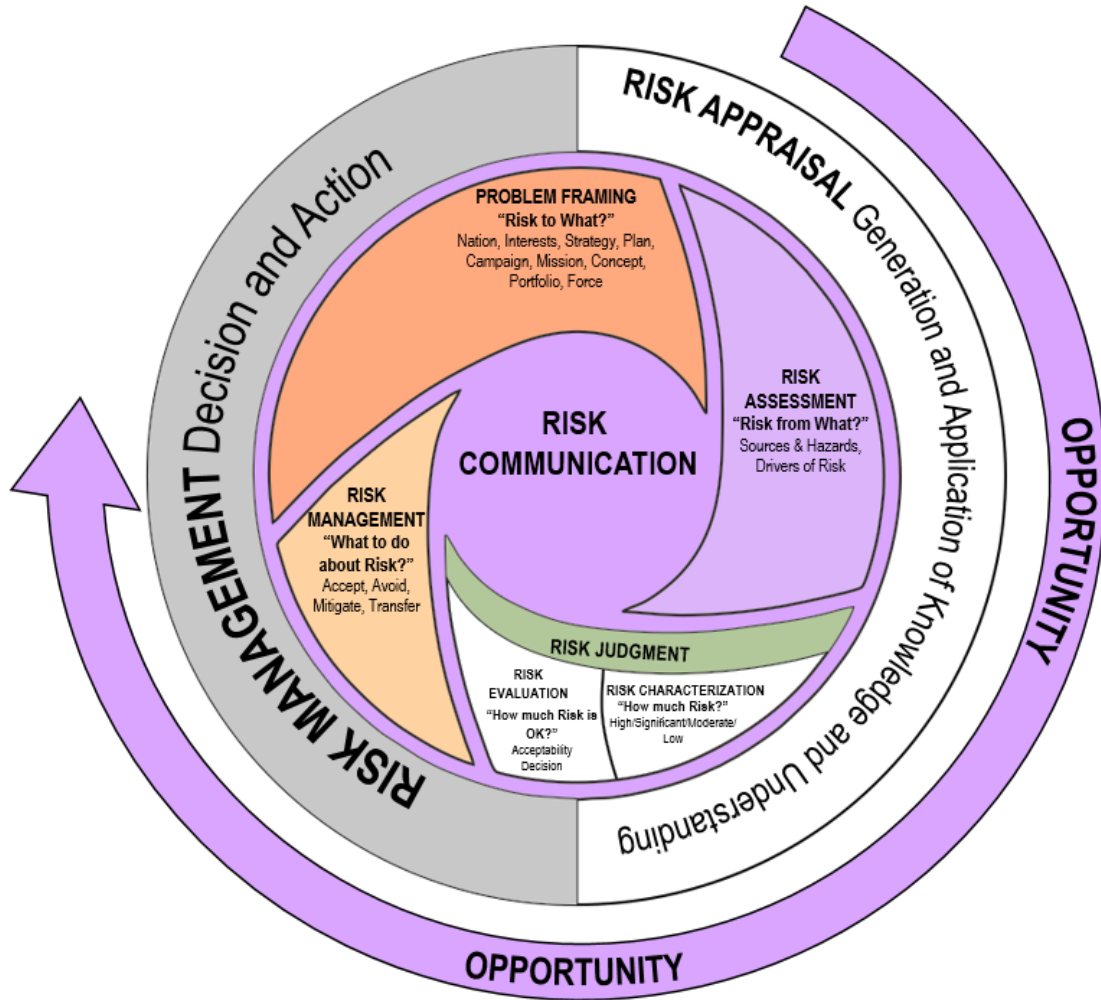 RISK APPRAISAL Generation and Application of Knowledge and Understanding
OPPORTUNITY
OPPORTUNITY
RISK MANAGEMENT Decision and Action
PROBLEM FRAMING
“Risk to What?”
Nation, Interests, Strategy, Plan,
Campaign, Mission, Concept,
Portfolio, Force
RISK
ASSESSMENT
“Risk from What?”
Sources & Hazards,
Drivers of Risk
RISK
COMMUNICATION
RISK
MANAGEMENT
“What to do
about Risk?”
Accept, Avoid,
Mitigate, Transfer
RISK JUDGMENT
RISK
EVALUATION
“How much Risk is
OK?”
Acceptability
Decision
RISK CHARACTERIZATION
“How much Risk?”
High/Significant/Moderate/
Low